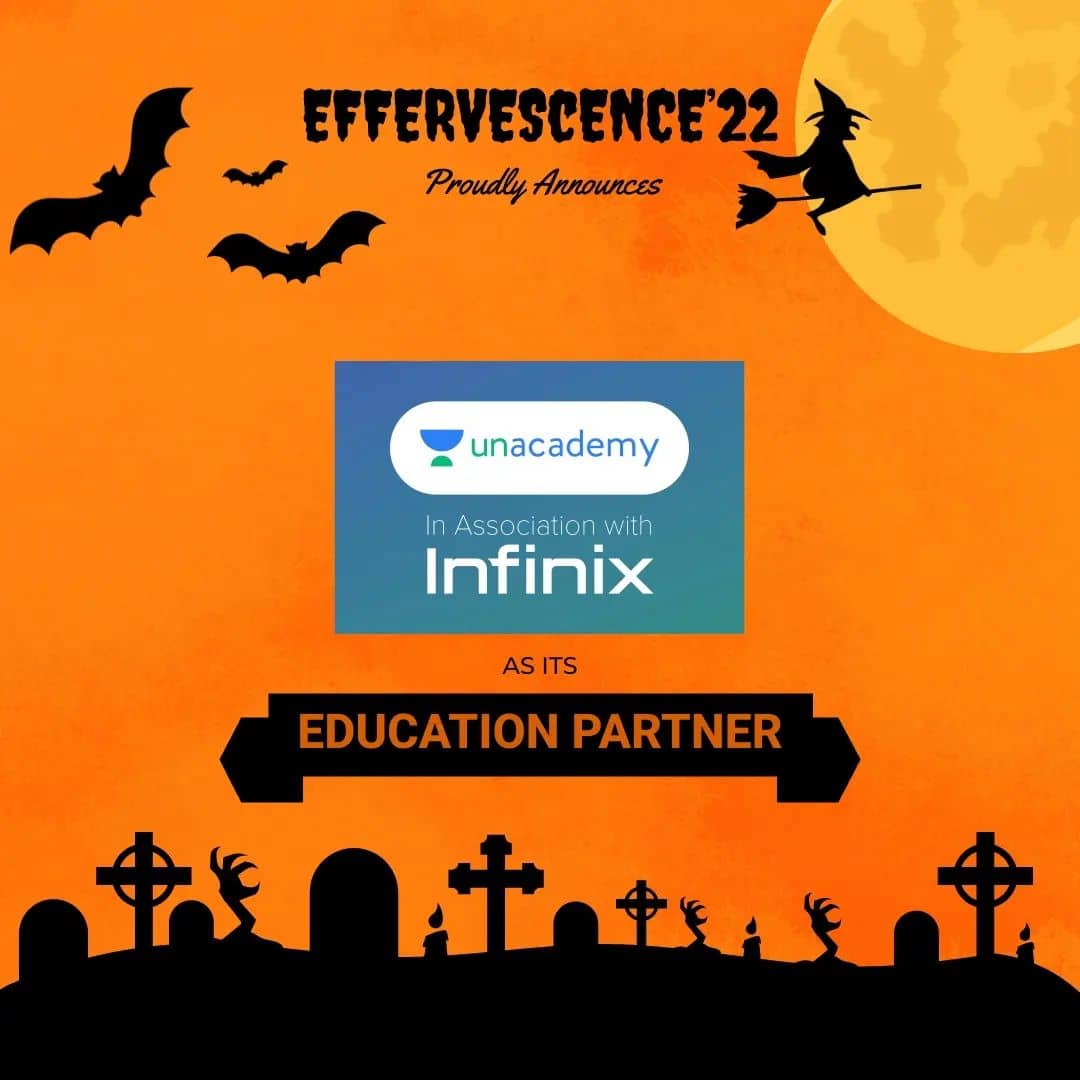 EFFERVESCENCE'22
Proudly Announces
unacademy
In Association with
Infinix
AS ITS
EDUCATION PARTNER